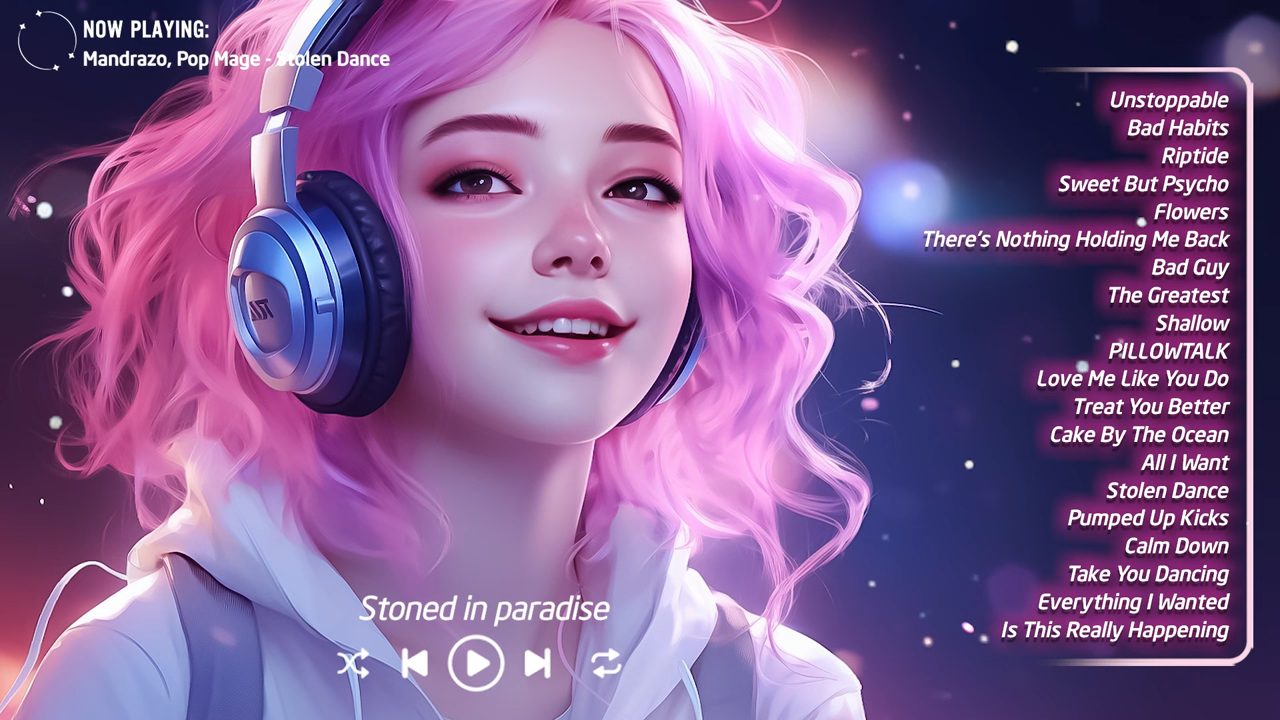 NOW PLAYING:
Mandrazo, Pop Mage - Stolen Dance
Unstoppable
Bad Habits
Riptide
Sweet But Psycho
Flowers
There's Nothing Holding Me Back
Bad Guy
The Greatest
Shallow
PILLOWTALK
Love Me Like You Do
Treat You Better
Cake By The Ocean
All I Want
Stolen Dance
Pumped Up Kicks
Calm Down
Take You Dancing
Everything I Wanted
Is This Really Happening
Stoned in paradise